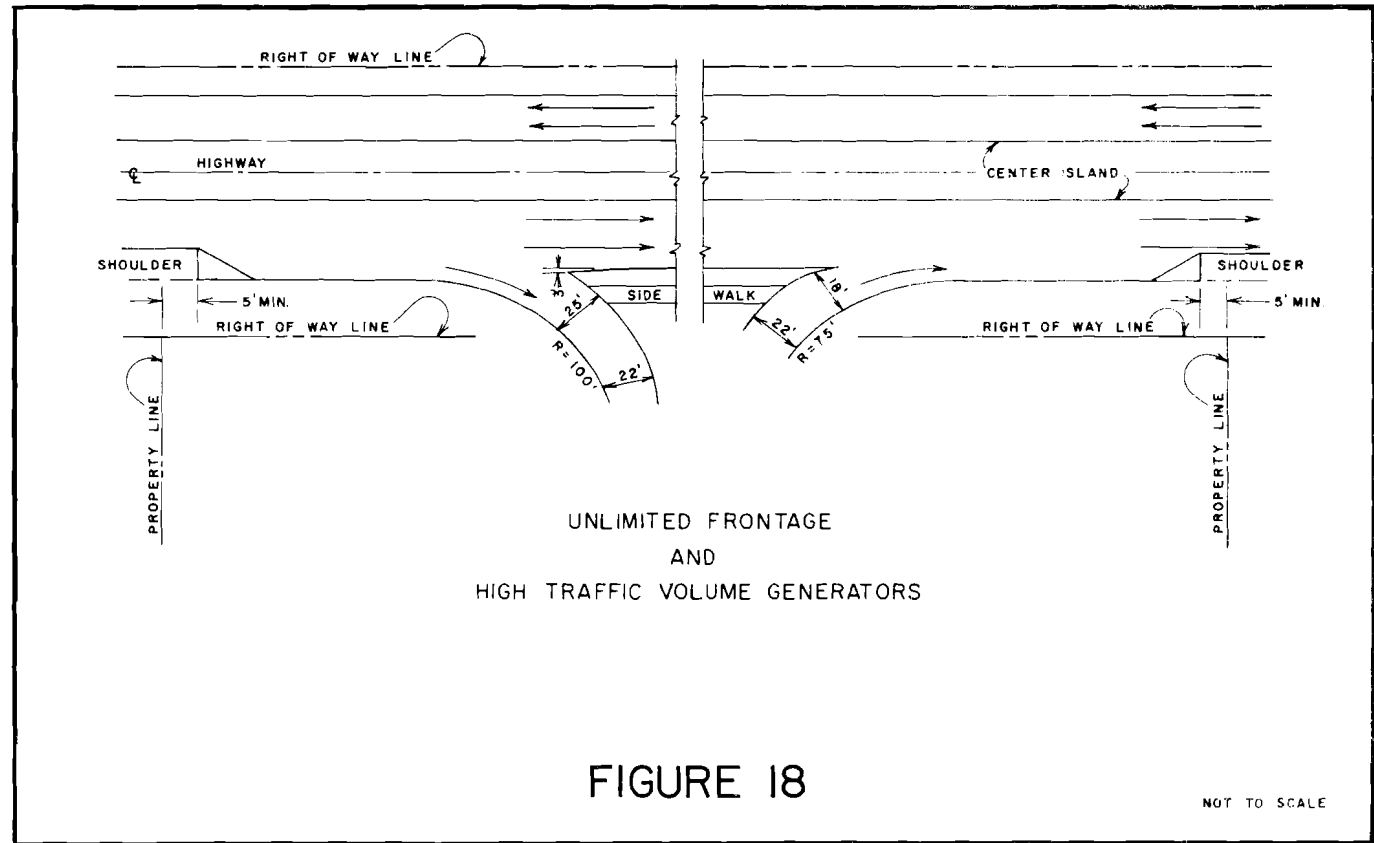 RIGHT OF WAY LINE
℄ HIGHWAY
CENTER ISLAND
SHOULDER
SHOULDER
5' MIN.
5' MIN.
3'
25'
SIDE WALK
18'
22'
22'
R=100'
R=75'
RIGHT OF WAY LINE
RIGHT OF WAY LINE
PROPERTY LINE
PROPERTY LINE
UNLIMITED FRONTAGE
AND
HIGH TRAFFIC VOLUME GENERATORS
FIGURE 18
NOT TO SCALE